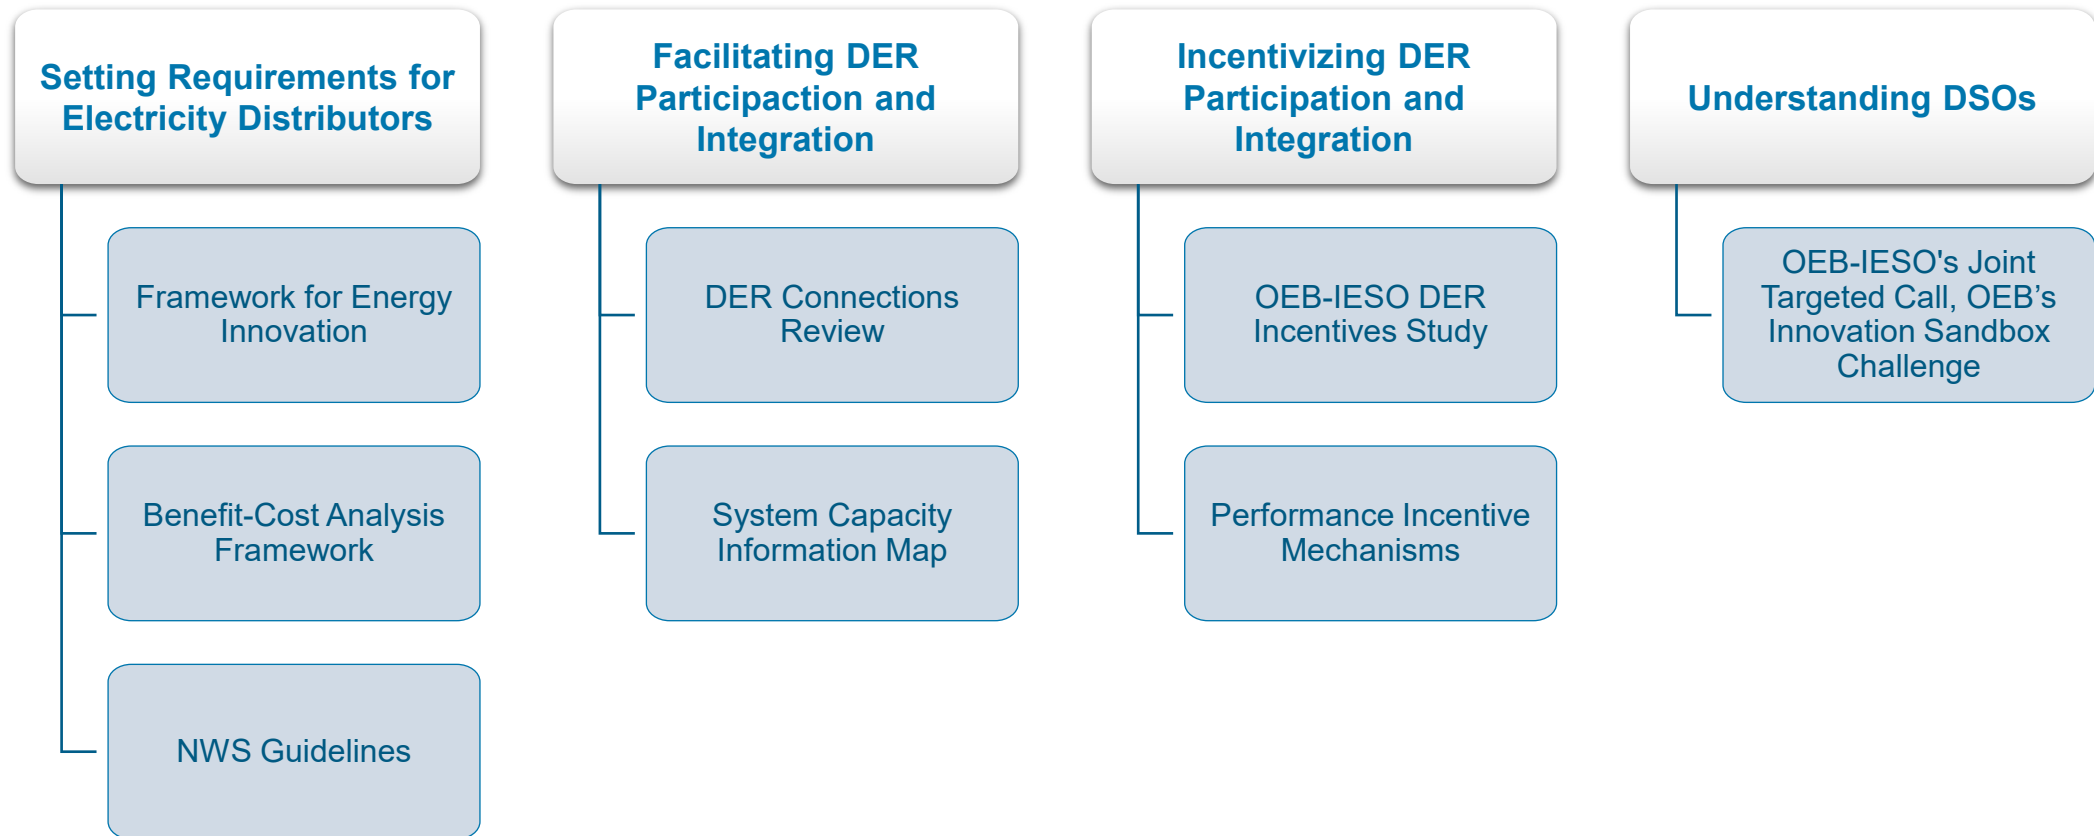 Setting Requirements for
Electricity Distributors
Framework for Energy
Innovation
Benefit-Cost Analysis
Framework
NWS Guidelines
Facilitating DER
Participaction and
Integration
DER Connections
Review
System Capacity
Information Map
Incentivizing DER
Participation and
Integration
OEB-IESO DER
Incentives Study
Performance Incentive
Mechanisms
Understanding DSOs
OEB-IESO's Joint
Targeted Call, OEB’s
Innovation Sandbox
Challenge